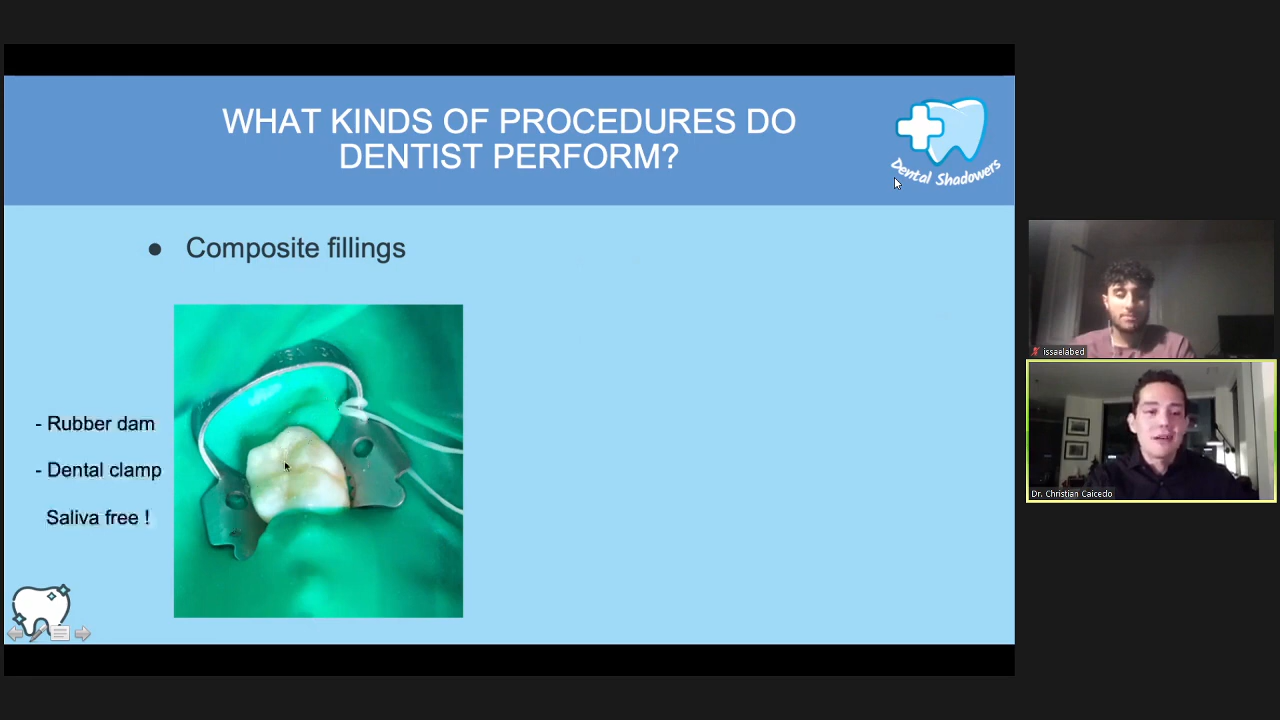 WHAT KINDS OF PROCEDURES DO
DENTIST PERFORM?
Dental Shadowers
● Composite fillings
- Rubber dam
- Dental clamp
Saliva free !
issaelabed
Dr. Christian Caicedo